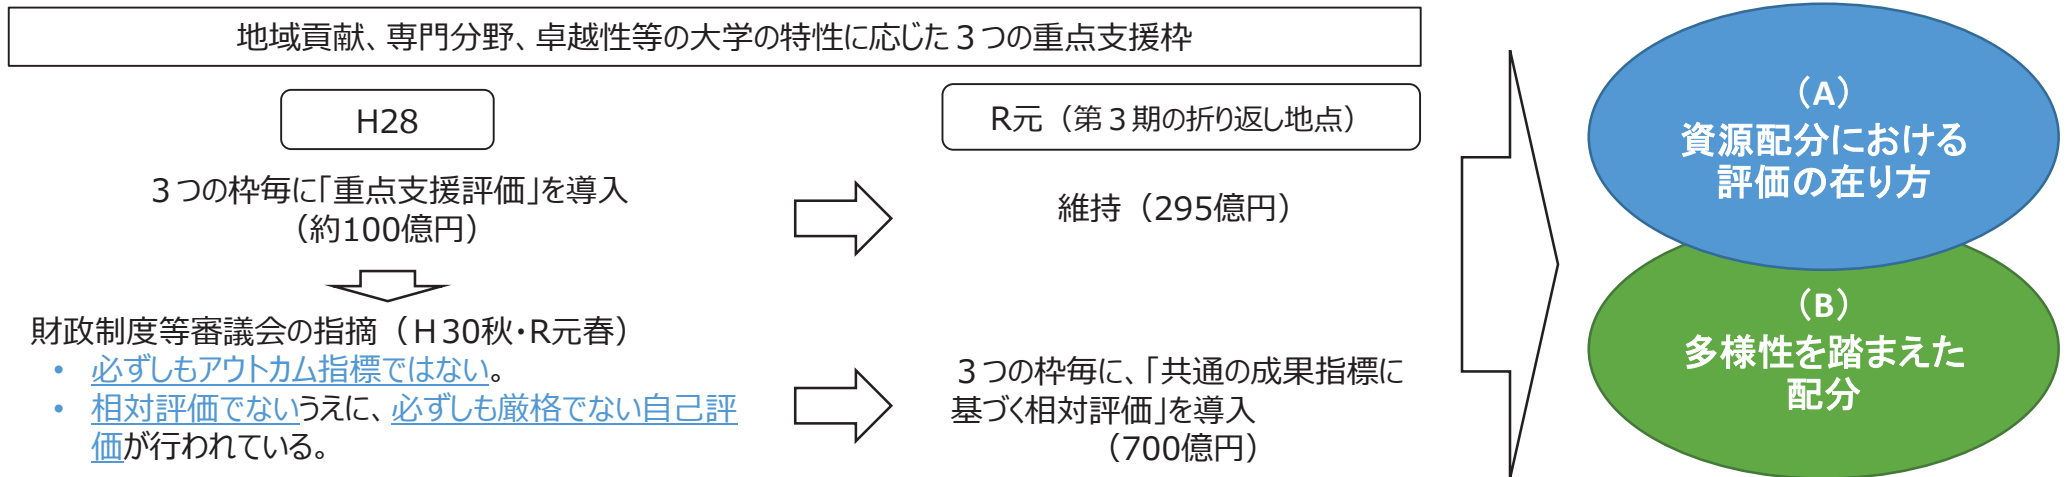 地域貢献、専門分野、卓越性等の大学の特性に応じた３つの重点支援枠
H28
３つの枠毎に「重点支援評価」を導入
（約100億円）
財政制度等審議会の指摘（Ｈ30秋・R元春）
• 必ずしもアウトカム指標ではない。
• 相対評価でないうえに、必ずしも厳格でない自己評
価が行われている。
R元（第３期の折り返し地点）
維持（295億円）
３つの枠毎に、「共通の成果指標に
基づく相対評価」を導入
（700億円）
（A）
資源配分における
評価の在り方
（B）
多様性を踏まえた
配分